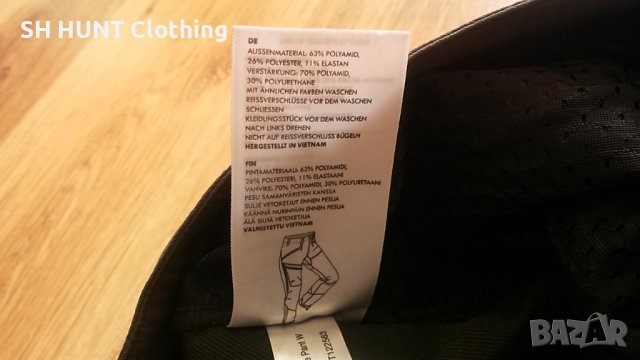 SH HUNT Clothing
DE
AUSSENMATERIAL: 63% POLYAMID,
26% POLYESTER, 11% ELASTAN
VERSTÄRKUNG: 70% POLYAMID,
30% POLYURETHANE
MIT ÄHNLICHEN FARBEN WASCHEN
REISSVERSCHLÜSSE VOR DEM WASCHEN
SCHLIESSEN
KLEIDUNGSSTÜCK VOR DEM WASCHEN
NACH LINKS DREHEN
NICHT AUF REISSVERSCHLUSS BÜGELN
HERGESTELLT IN VIETNAM
FIN
PINTAMATERIAALI: 63% POLYAMIDI,
26% POLYESTERI, 11% ELASTAANI
VAHVIKE: 70% POLYAMIDI, 30% POLYURETAANI
PESU SAMANVÄRISTEN KANSSA
SULJE VETOKETJUT ENNEN PESUA
KÄÄNNÄ NURINPÄIN ENNEN PESUA
ÄLÄ SILITÄ VETOKETJUA
VALMISTETTU VIETNAM
Pant W
T122503
BAZAR